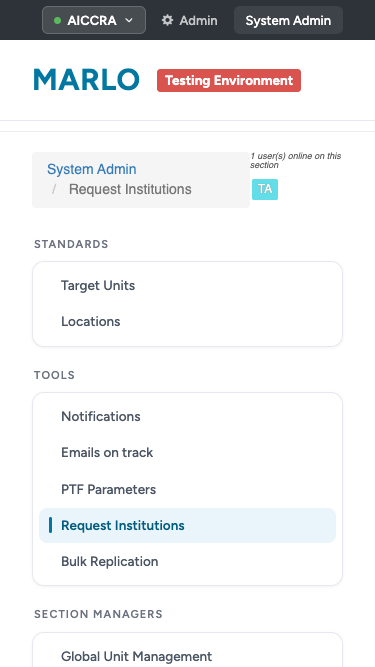 AICCRA
Admin
System Admin
MARLO
Testing Environment
System Admin
/ Request Institutions
1 user(s) online on this
section
TA
STANDARDS
Target Units
Locations
TOOLS
Notifications
Emails on track
PTF Parameters
Request Institutions
Bulk Replication
SECTION MANAGERS
Global Unit Management